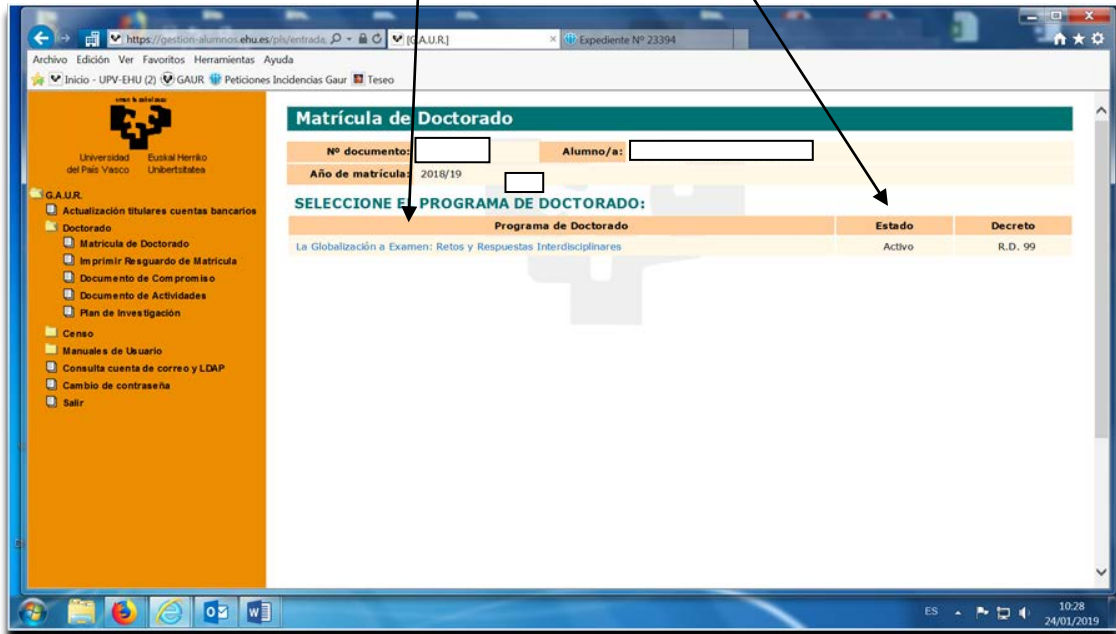 https://gestion-alumnos.ehu.es/pls/entrada
[G.A.U.R.]
Expediente Nº 23394
Archivo Edición Ver Favoritos Herramientas Ayuda
Inicio - UPV-EHU (2) GAUR Peticiones Incidencias Gaur Teseo
Universidad del País Vasco
Euskal Herriko Unibertsitatea
G.A.U.R.
Actualización titulares cuentas bancarios
Doctorado
Matrícula de Doctorado
Imprimir Resguardo de Matrícula
Documento de Compromiso
Documento de Actividades
Plan de Investigación
Censo
Manuales de Usuario
Consulta cuenta de correo y LDAP
Cambio de contraseña
Salir
Matrícula de Doctorado
Nº documento: Alumno/a:
Año de matrícula: 2018/19
SELECCIONE EL PROGRAMA DE DOCTORADO:
Programa de Doctorado Estado Decreto
La Globalización a Examen: Retos y Respuestas Interdisciplinares Activo R.D. 99
ES 10:28
24/01/2019